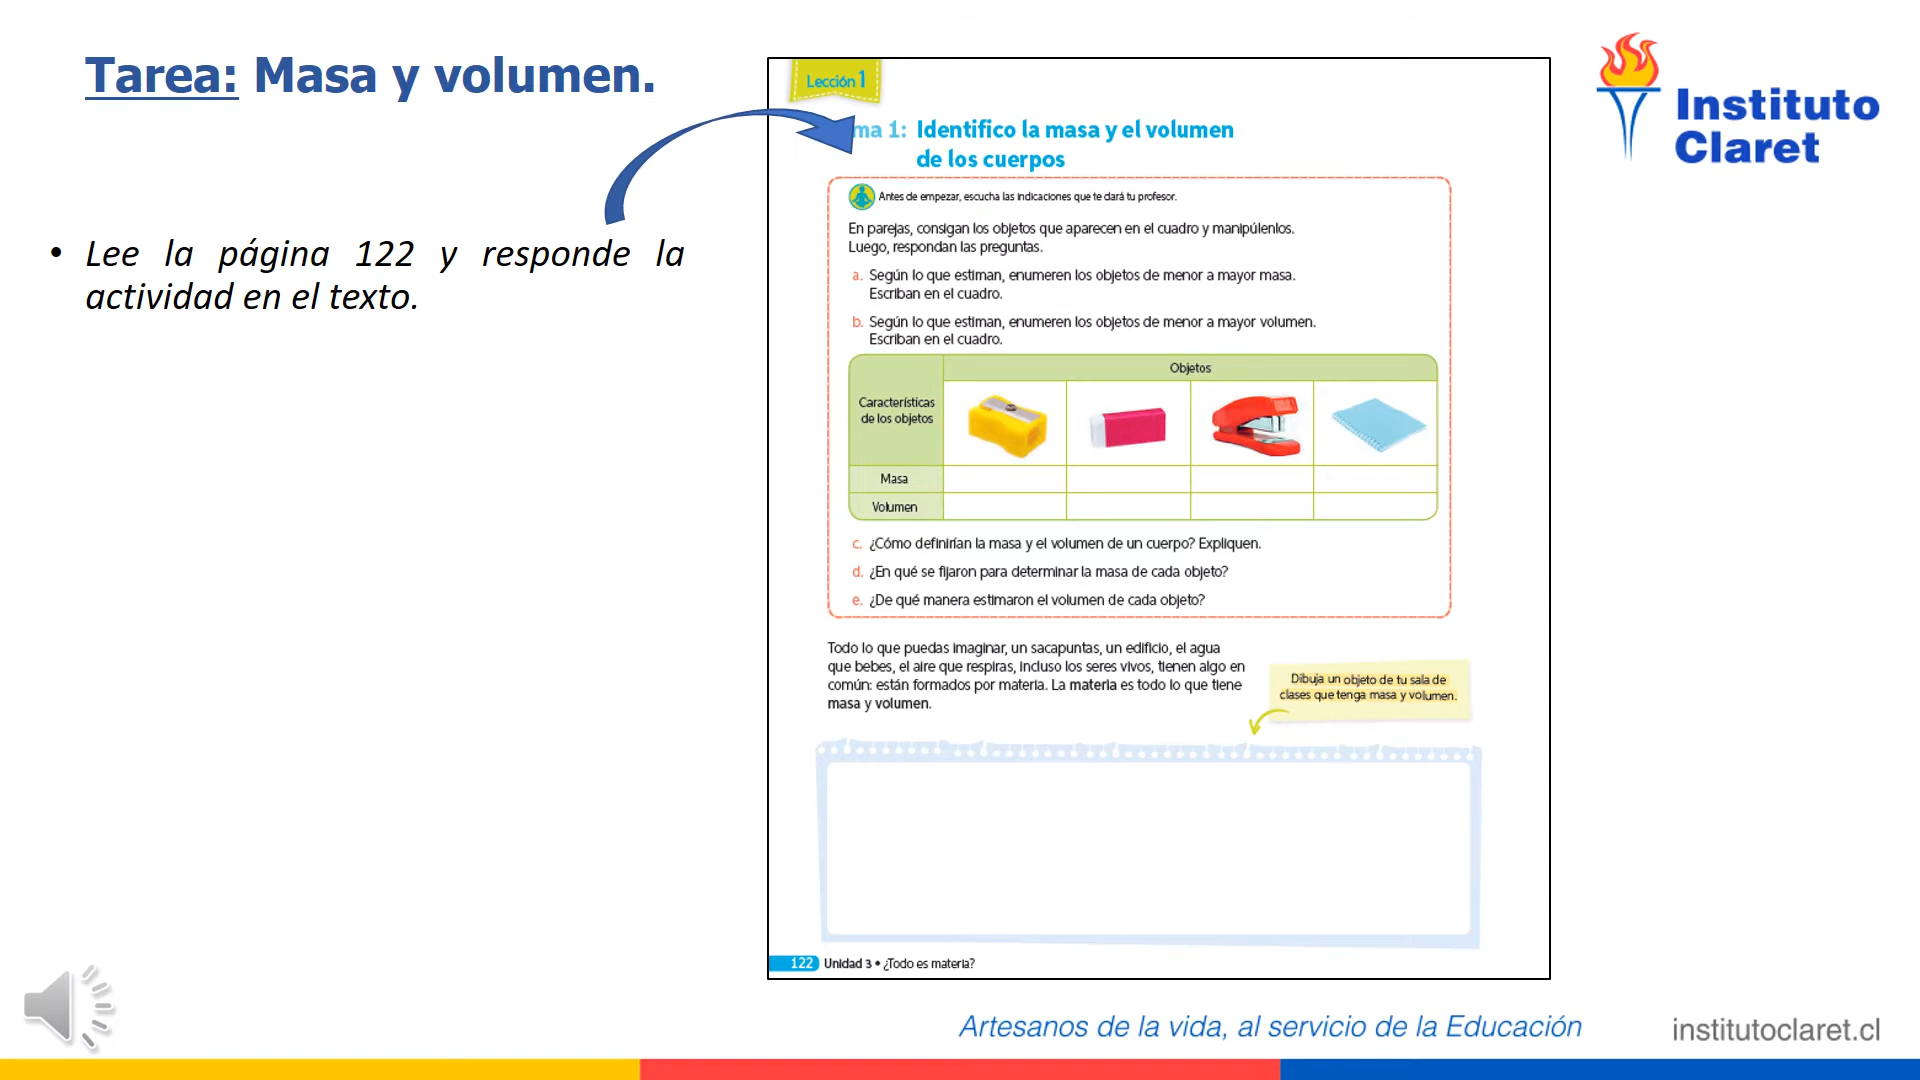 Tarea: Masa y volumen.
• Lee la página 122 y responde la
actividad en el texto.
Lección 1
ma 1: Identifico la masa y el volumen
de los cuerpos
Antes de empezar, escucha las indicaciones que te dará tu profesor.
En parejas, consigan los objetos que aparecen en el cuadro y manipúlenlos.
Luego, respondan las preguntas.
a. Según lo que estiman, enumeren los objetos de menor a mayor masa.
Escriban en el cuadro.
b. Según lo que estiman, enumeren los objetos de menor a mayor volumen.
Escriban en el cuadro.
Objetos
Características
de los objetos
Masa
Volumen
c. ¿Cómo definirían la masa y el volumen de un cuerpo? Expliquen.
d. ¿En qué se fijaron para determinar la masa de cada objeto?
e. ¿De qué manera estimaron el volumen de cada objeto?
Todo lo que puedas imaginar, un sacapuntas, un edificio, el agua
que bebes, el aire que respiras, incluso los seres vivos, tienen algo en
común: están formados por materia. La materia es todo lo que tiene
masa y volumen.
Dibuja un objeto de tu sala de
clases que tenga masa y volumen.
122 Unidad 3 • ¿Todo es materia?
Instituto
Claret
Artesanos de la vida, al servicio de la Educación
institutoclaret.cl